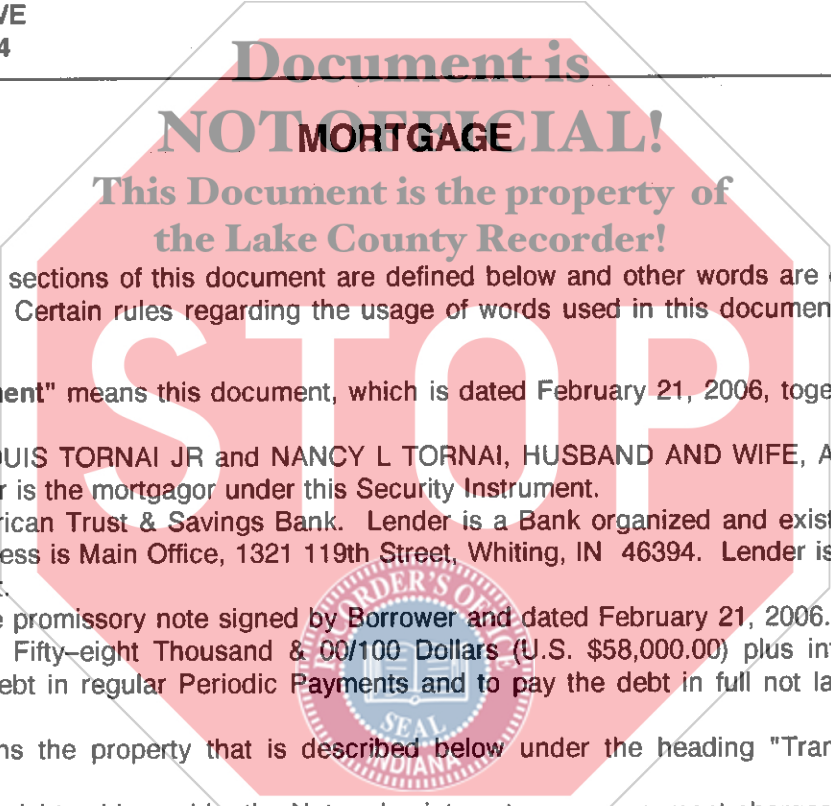 VE
4
Document is
NOT OFFICIAL!
MORTGAGE
This Document is the property of
the Lake County Recorder!
sections of this document are defined below and other words are
Certain rules regarding the usage of words used in this documen
STOP
ent" means this document, which is dated February 21, 2006, toge
UIS TORNAI JR and NANCY L TORNAI, HUSBAND AND WIFE, A
r is the mortgagor under this Security Instrument.
rican Trust & Savings Bank. Lender is a Bank organized and exist
ess is Main Office, 1321 119th Street, Whiting, IN 46394. Lender is
t.
e promissory note signed by Borrower and dated February 21, 2006.
Fifty-eight Thousand & 00/100 Dollars (U.S. $58,000.00) plus in
ebt in regular Periodic Payments and to pay the debt in full not la
RECORDER'S OFFICE
SEAL
INDIANA
ns the property that is described below under the heading "Tran